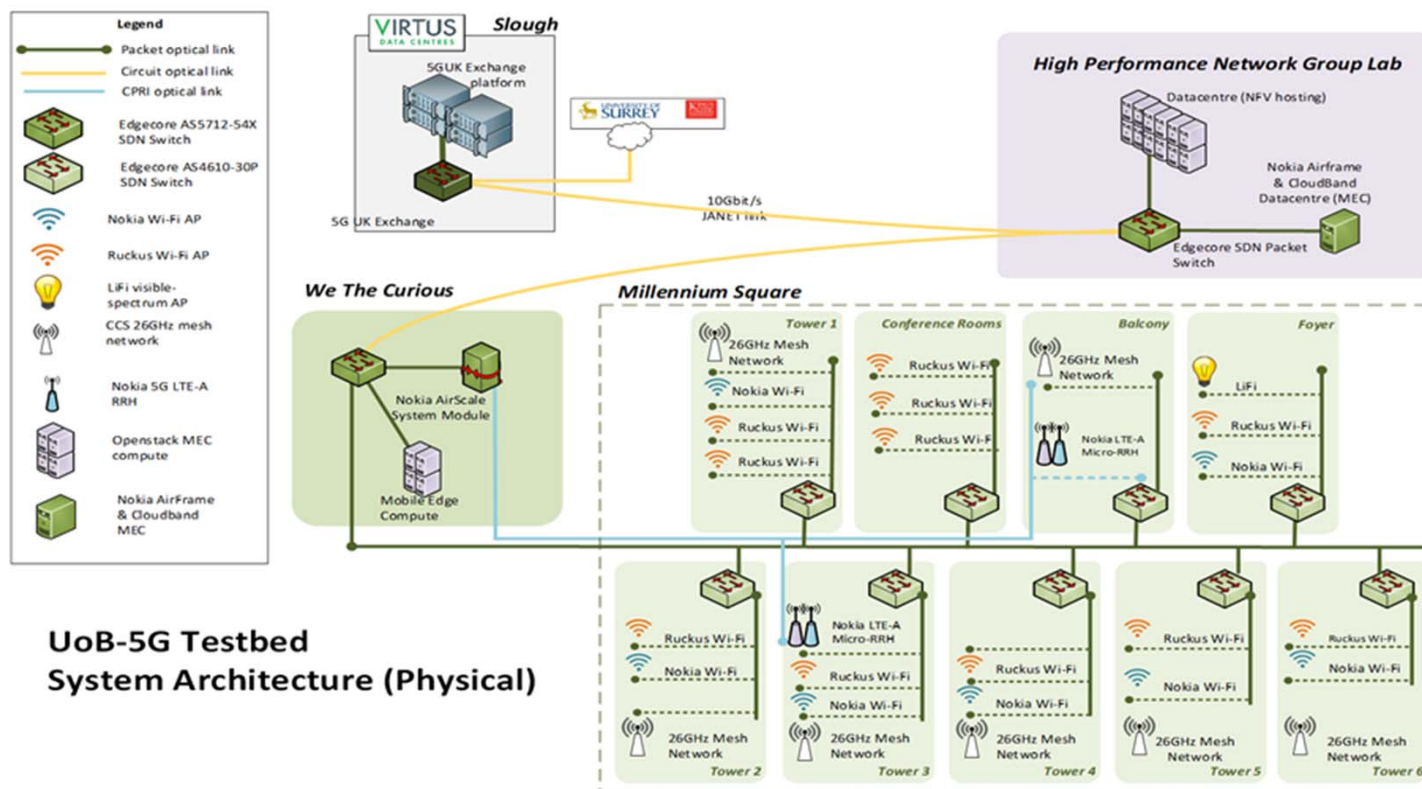 Legend
Packet optical link
Circuit optical link
CPRI optical link
Edgecore AS5712-54X
SDN Switch
Edgecore AS4610-30P
SDN Switch
Nokia Wi-Fi AP
Ruckus Wi-Fi AP
LiFi visible-
spectrum AP
CCS 26GHz mesh
network
Nokia 5G LTE-A
RRH
Openstack MEC
compute
Nokia AirFrame
& Cloudband
MEC
VIRTUS
DATA CENTRES
Slough
5GUK Exchange
platform
5G UK Exchange
UNIVERSITY OF
SURREY
10Gbit/s
JANET link
High Performance Network Group Lab
Datacentre (NFV hosting)
Nokia Airframe
& CloudBand
Datacentre (MEC)
Edgecore SDN Packet
Switch
We The Curious
Nokia AirScale
System Module
Mobile Edge
Compute
Millennium Square
Tower 1
26GHz Mesh
Network
Nokia Wi-Fi
Ruckus Wi-Fi
Ruckus Wi-Fi
Conference Rooms
Ruckus Wi-Fi
Ruckus Wi-Fi
Ruckus Wi-F
Balcony
26GHz Mesh
Network
Nokia LTE-A
Micro-RRH
Foyer
LiFi
Ruckus Wi-Fi
Nokia Wi-Fi
Ruckus Wi-Fi
Nokia Wi-Fi
26GHz Mesh
Network
Tower 2
Nokia LTE-A
Micro-RRH
Ruckus Wi-Fi
Nokia Wi-Fi
26GHz Mesh
Network
Tower 3
Ruckus Wi-Fi
Nokia Wi-Fi
26GHz Mesh
Network
Tower 4
Ruckus Wi-Fi
Nokia Wi-Fi
26GHz Mesh
Network
Tower 5
Ruckus Wi-Fi
Nokia Wi-Fi
26GHz Mesh
Network
Tower 6
UoB-5G Testbed
System Architecture (Physical)